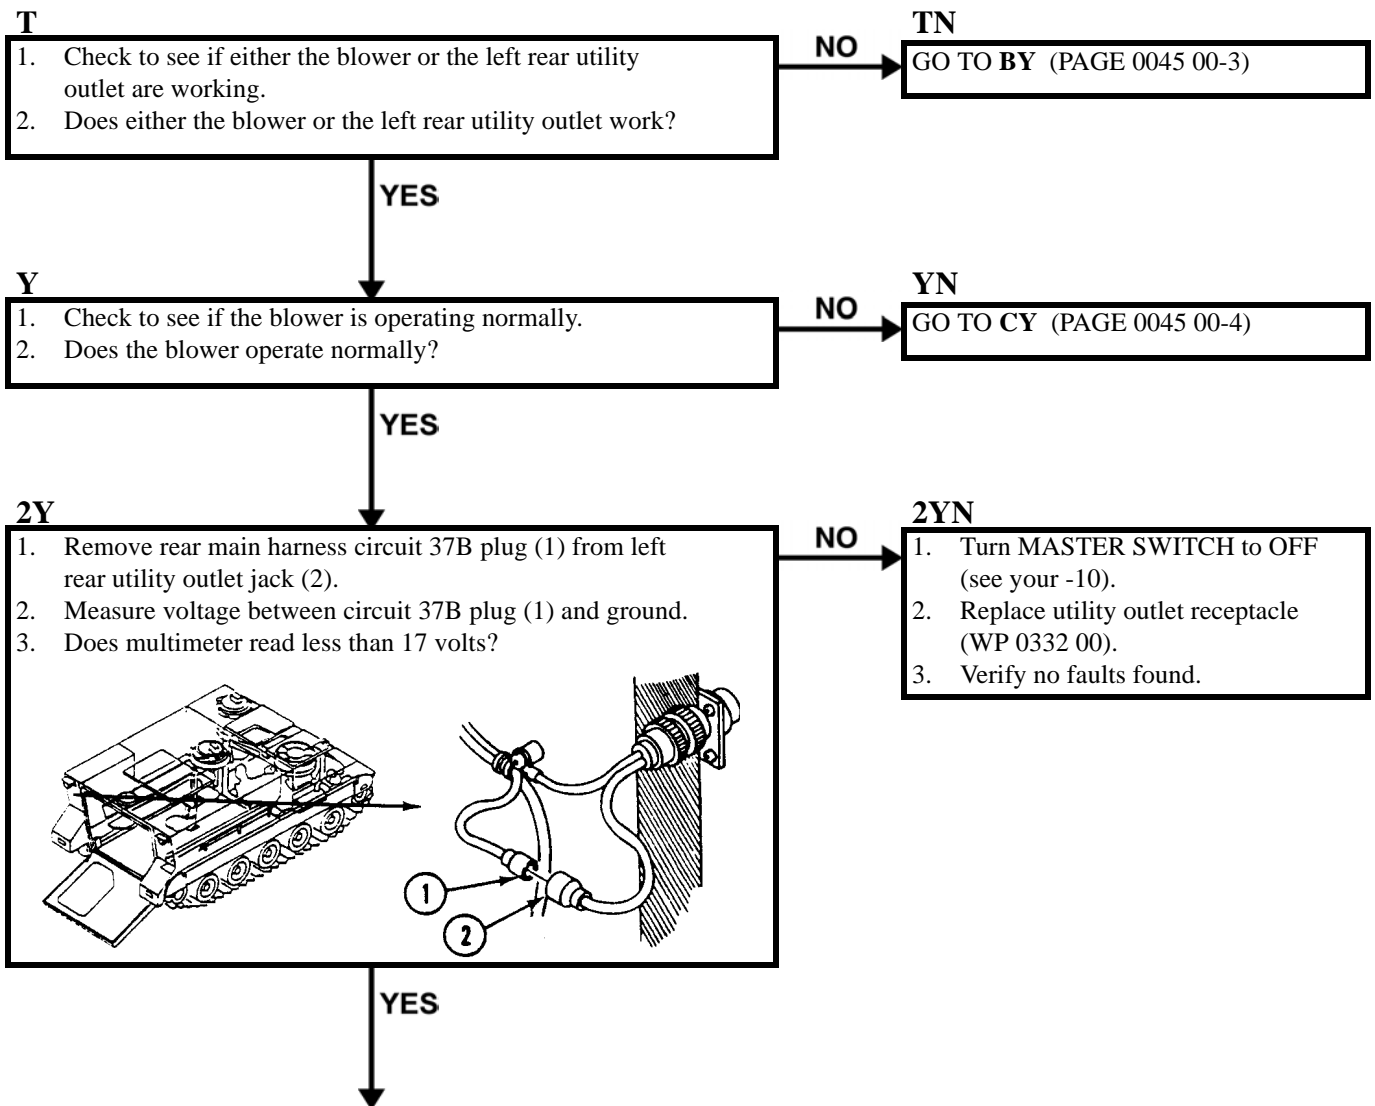 T
1. Check to see if either the blower or the left rear utility
outlet are working.
2. Does either the blower or the left rear utility outlet work?
NO
TN
GO TO BY (PAGE 0045 00-3)
YES
Y
1. Check to see if the blower is operating normally.
2. Does the blower operate normally?
NO
YN
GO TO CY (PAGE 0045 00-4)
YES
2Y
1. Remove rear main harness circuit 37B plug (1) from left
rear utility outlet jack (2).
2. Measure voltage between circuit 37B plug (1) and ground.
3. Does multimeter read less than 17 volts?
1
2
NO
2YN
1. Turn MASTER SWITCH to OFF
(see your -10).
2. Replace utility outlet receptacle
(WP 0332 00).
3. Verify no faults found.
YES